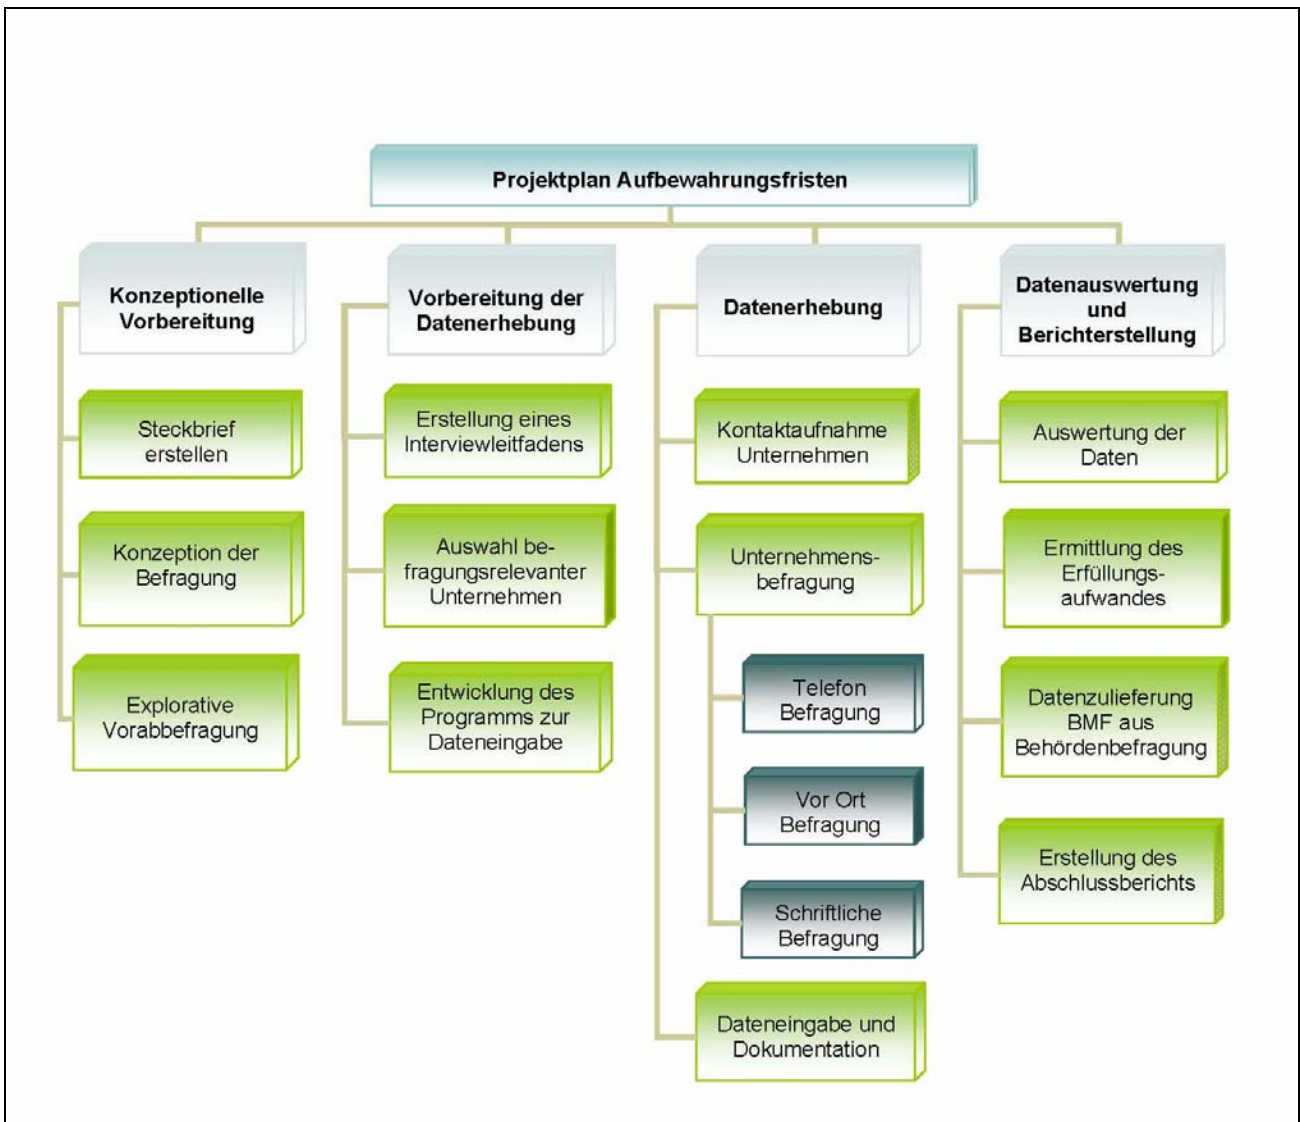 Projektplan Aufbewahrungsfristen
Konzeptionelle
Vorbereitung
Steckbrief
erstellen
Konzeption der
Befragung
Explorative
Vorabbefragung
Vorbereitung der
Datenerhebung
Erstellung eines
Interviewleitfadens
Auswahl be-
fragungsrelevanter
Unternehmen
Entwicklung des
Programms zur
Dateneingabe
Datenerhebung
Kontaktaufnahme
Unternehmen
Unternehmens-
befragung
Telefon
Befragung
Vor Ort
Befragung
Schriftliche
Befragung
Dateneingabe und
Dokumentation
Datenauswertung
und
Berichterstellung
Auswertung der
Daten
Ermittlung des
Erfüllungs-
aufwandes
Datenzulieferung
BMF aus
Behördenbefragung
Erstellung des
Abschlussberichts